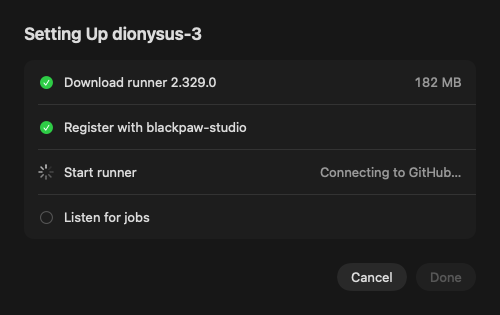 Setting Up dionysus-3
Download runner 2.329.0 182 MB
Register with blackpaw-studio
Start runner Connecting to GitHub...
Listen for jobs
Cancel Done